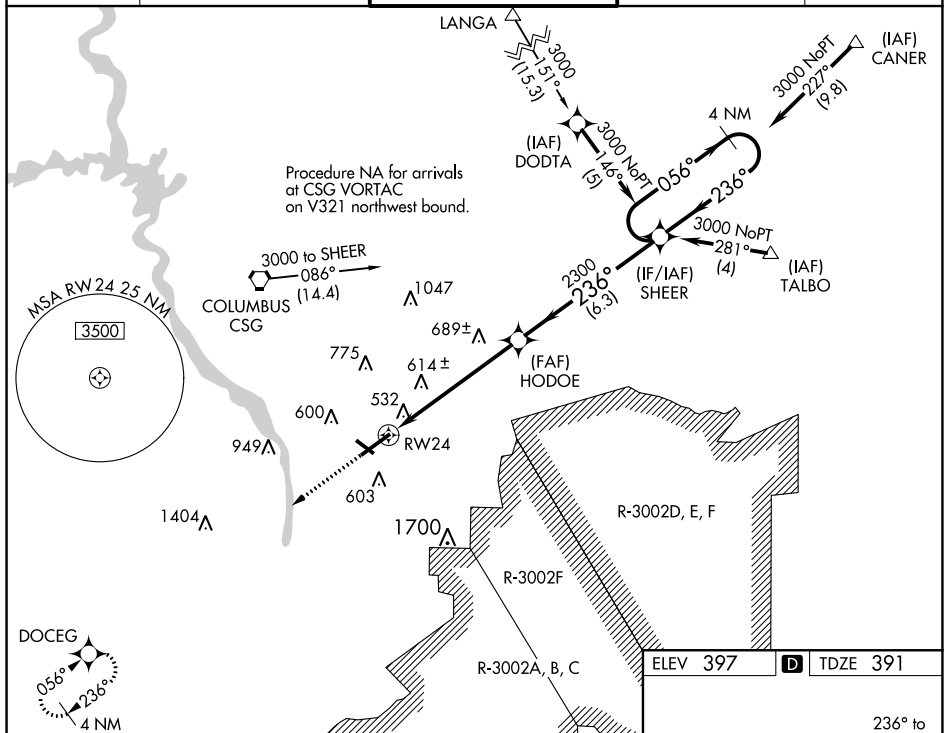 LANGA
3000
151°
(15.3)
(IAF)
DODTA
3000 NoPT
146°
(5)
4 NM
056°
236°
3000 NoPT
227°
(9.8)
(IAF)
CANER
3000 NoPT
281°
(4)
(IAF)
TALBO
(IF/IAF)
SHEER
2300
236°
(6.3)
(FAF)
HODOE
Procedure NA for arrivals
at CSG VORTAC
on V321 northwest bound.
3000 to SHEER
086°
(14.4)
COLUMBUS
CSG
MSA RW 24 25 NM
3500
1047
689±
775
614±
532
600
RW24
949
603
1404
1700
R-3002D, E, F
R-3002F
R-3002A, B, C
DOCEG
056°
236°
4 NM
ELEV 397 D TDZE 391
236° to